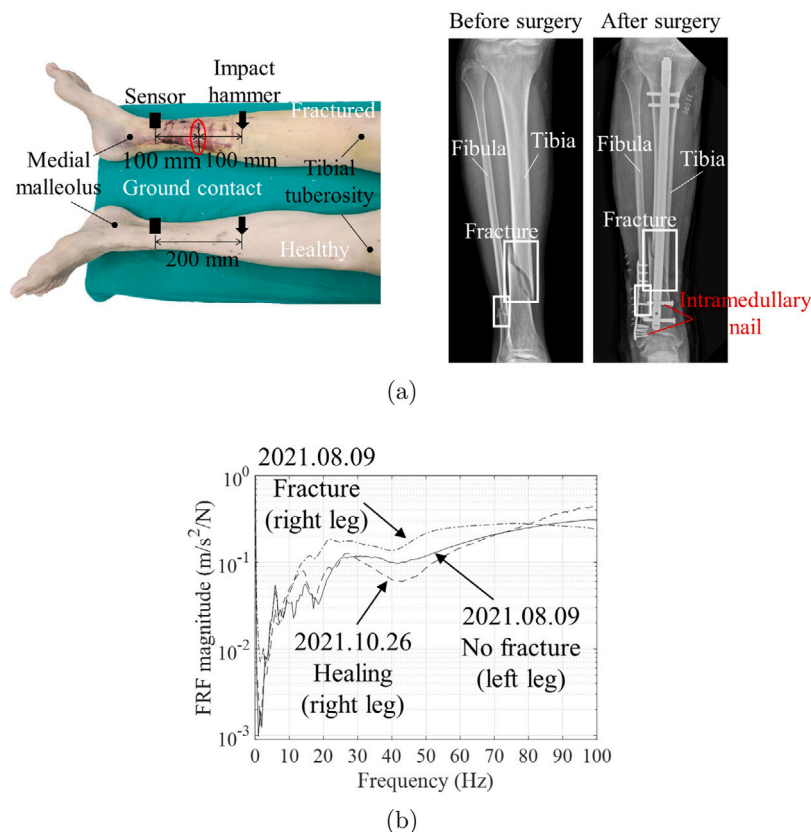 Before surgery
After surgery
Sensor
Impact
hammer
Fractured
Medial
malleolus
100 mm
100 mm
Tibial
tuberosity
Ground contact
Healthy
200 mm
Fibula
Tibia
Fracture
Fibula
Tibia
Fracture
Intramedullary
nail
(a)
FRF magnitude (m/s²/N)
10⁰
10⁻¹
10⁻²
10⁻³
2021.08.09
Fracture
(right leg)
2021.10.26
Healing
(right leg)
2021.08.09
No fracture
(left leg)
0 10 20 30 40 50 60 70 80 90 100
Frequency (Hz)
(b)